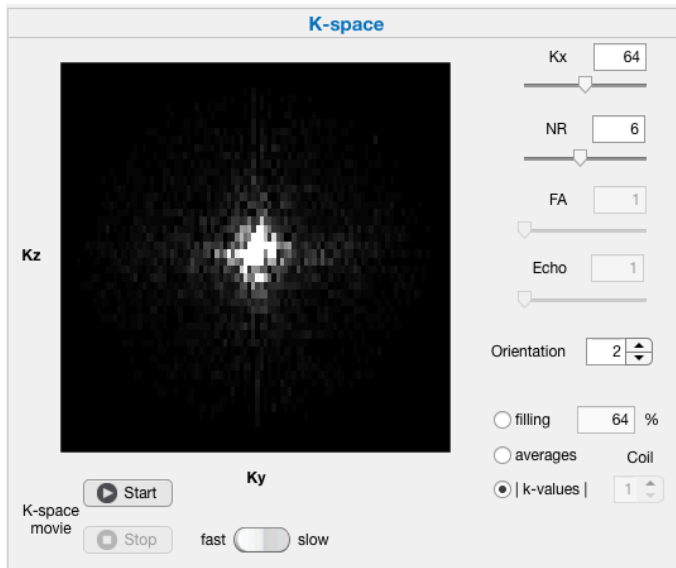 K-space
Kx 64
NR 6
FA 1
Echo 1
Kz
Orientation 2
filling 64 %
averages Coil
| k-values | 1
Ky
K-space
movie
Start
Stop
fast slow